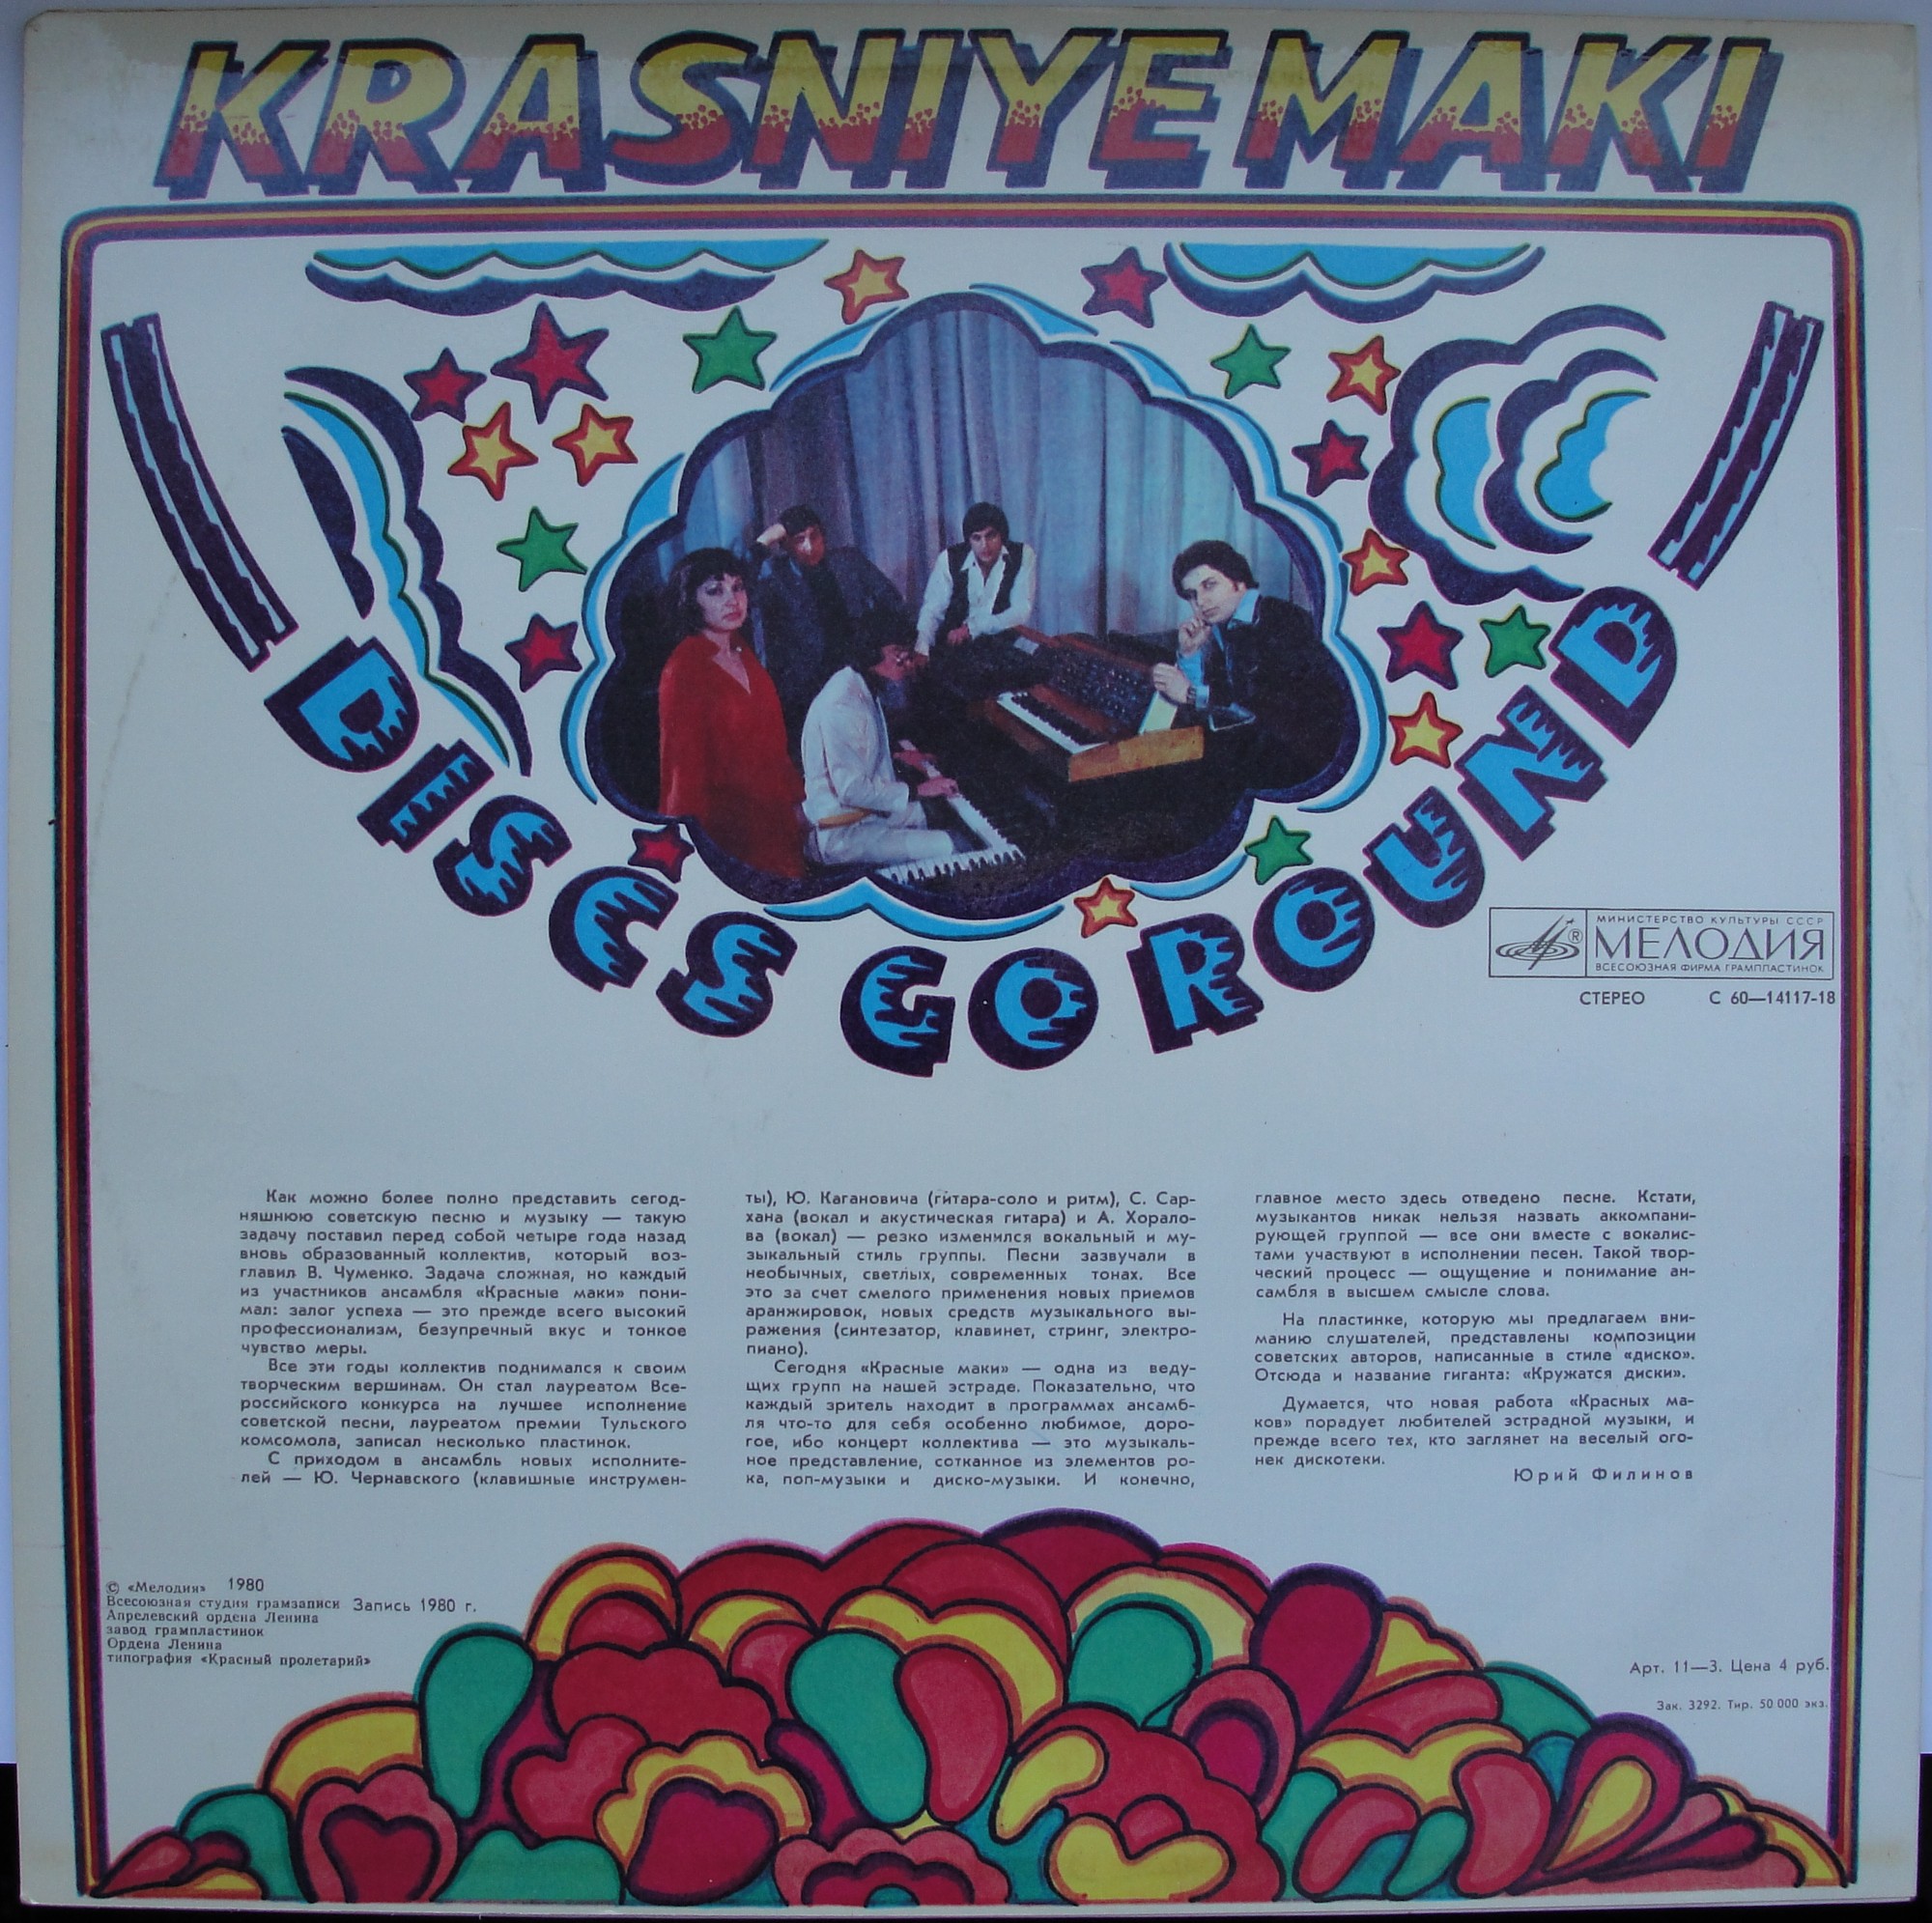 KRASNIYE MAKI
DISCS GO ROUND
МИНИСТЕРСТВО КУЛЬТУРЫ СССР
МЕЛОДИЯ
ВСЕСОЮЗНАЯ ФИРМА ГРАМПЛАСТИНОК
®
СТЕРЕО С 60—14117-18
Как можно более полно представить сегод-
няшнюю советскую песню и музыку — такую
задачу поставил перед собой четыре года назад
вновь образованный коллектив, который воз-
главил В. Чуменко. Задача сложная, но каждый
из участников ансамбля «Красные маки» пони-
мал: залог успеха — это прежде всего высокий
профессионализм, безупречный вкус и тонкое
чувство меры.
Все эти годы коллектив поднимался к своим
творческим вершинам. Он стал лауреатом Все-
российского конкурса на лучшее исполнение
советской песни, лауреатом премии Тульского
комсомола, записал несколько пластинок.
С приходом в ансамбль новых исполните-
лей — Ю. Чернавского (клавишные инструмен-
ты), Ю. Кагановича (гитара-соло и ритм), С. Сар-
хана (вокал и акустическая гитара) и А. Хорало-
ва (вокал) — резко изменился вокальный и му-
зыкальный стиль группы. Песни зазвучали в
необычных, светлых, современных тонах. Все
это за счет смелого применения новых приемов
аранжировок, новых средств музыкального вы-
ражения (синтезатор, клавинет, стринг, электро-
пиано).
Сегодня «Красные маки» — одна из веду-
щих групп на нашей эстраде. Показательно, что
каждый зритель находит в программах ансамб-
ля что-то для себя особенно любимое, доро-
гое, ибо концерт коллектива — это музыкаль-
ное представление, сотканное из элементов ро-
ка, поп-музыки и диско-музыки. И конечно,
главное место здесь отведено песне. Кстати,
музыкантов никак нельзя назвать аккомпани-
рующей группой — все они вместе с вокалис-
тами участвуют в исполнении песен. Такой твор-
ческий процесс — ощущение и понимание ан-
самбля в высшем смысле слова.
На пластинке, которую мы предлагаем вни-
манию слушателей, представлены композиции
советских авторов, написанные в стиле «диско».
Отсюда и название гиганта: «Кружатся диски».
Думается, что новая работа «Красных ма-
ков» порадует любителей эстрадной музыки, и
прежде всего тех, кто заглянет на веселый ого-
нек дискотеки.
Юрий Филинов
© «Мелодия» 1980
Всесоюзная студия грамзаписи Запись 1980 г.
Апрелевский ордена Ленина
завод грампластинок
Ордена Ленина
типография «Красный пролетарий»
Арт. 11—3. Цена 4 руб.
Зак. 3292. Тир. 50 000 экз.